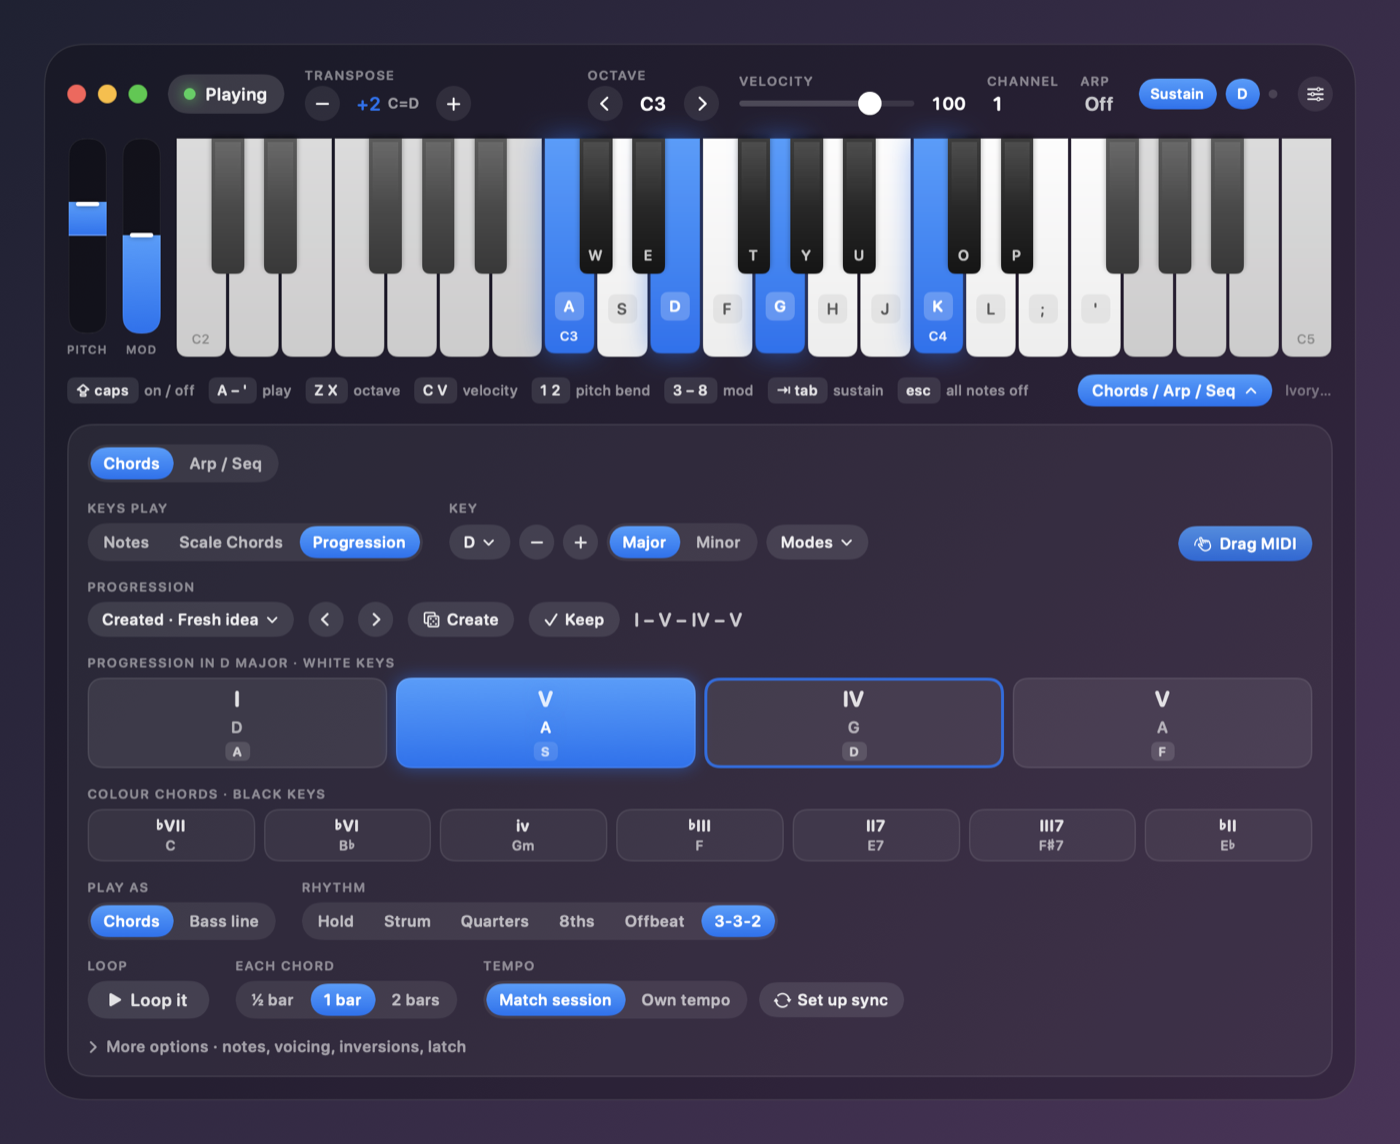 Playing
TRANSPOSE
+2 C=D
OCTAVE
C3
VELOCITY
100
CHANNEL
1
ARP
Off
Sustain
D
W E T Y U O P
A S D F G H J K L ; '
C2 C3 C4 C5
PITCH MOD
caps on / off A – ' play Z X octave C V velocity 1 2 pitch bend 3 – 8 mod tab sustain esc all notes off
Chords / Arp / Seq
Ivory...
Chords Arp / Seq
KEYS PLAY
Notes Scale Chords Progression
KEY
D − + Major Minor Modes
Drag MIDI
PROGRESSION
Created · Fresh idea Create Keep I – V – IV – V
PROGRESSION IN D MAJOR · WHITE KEYS
I
D
A
V
A
S
IV
G
D
V
A
F
COLOUR CHORDS · BLACK KEYS
♭VII
C
♭VI
B♭
iv
Gm
♭III
F
II7
E7
III7
F#7
♭II
E♭
PLAY AS
Chords Bass line
RHYTHM
Hold Strum Quarters 8ths Offbeat 3-3-2
LOOP
Loop it
EACH CHORD
½ bar 1 bar 2 bars
TEMPO
Match session Own tempo Set up sync
More options · notes, voicing, inversions, latch